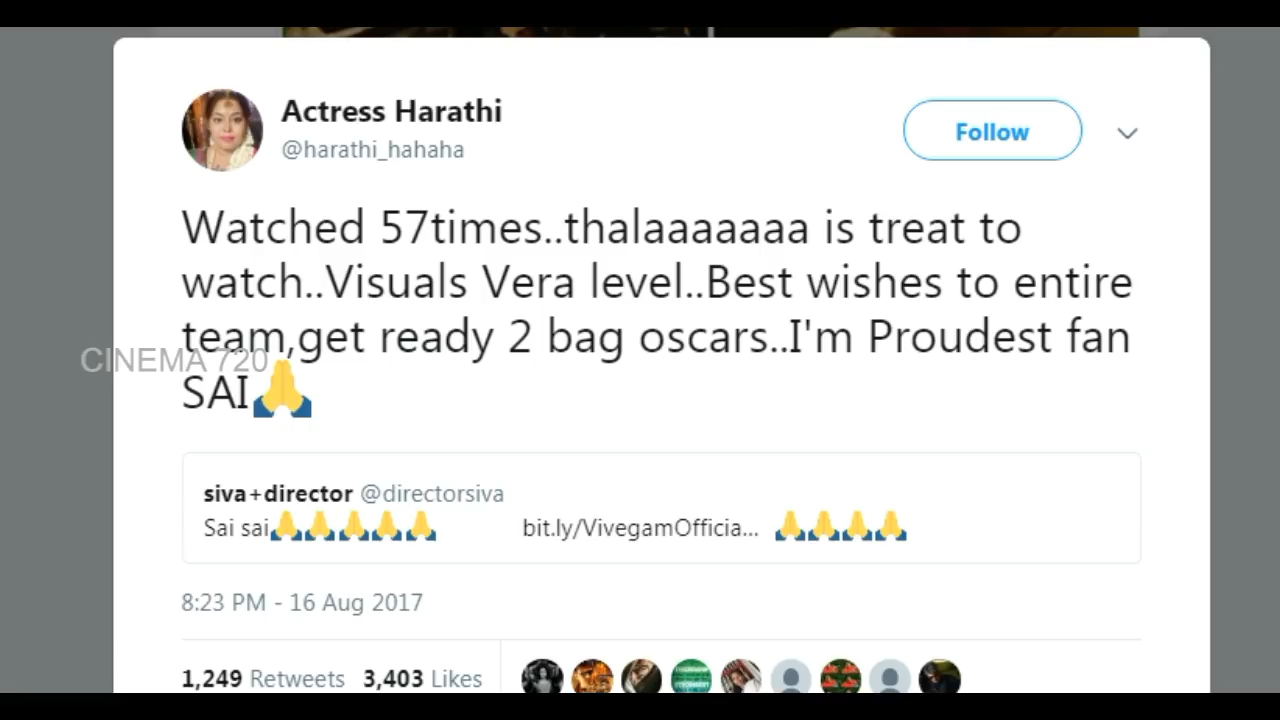 Actress Harathi
@harathi_hahaha
Follow
Watched 57times..thalaaaaaaa is treat to
watch..Visuals Vera level..Best wishes to entire
team,get ready 2 bag oscars..I'm Proudest fan
CINEMA 720
SAI🙏
siva+director @directorsiva
Sai sai🙏🙏🙏🙏🙏 bit.ly/VivegamOfficia... 🙏🙏🙏🙏
8:23 PM - 16 Aug 2017
1,249 Retweets 3,403 Likes